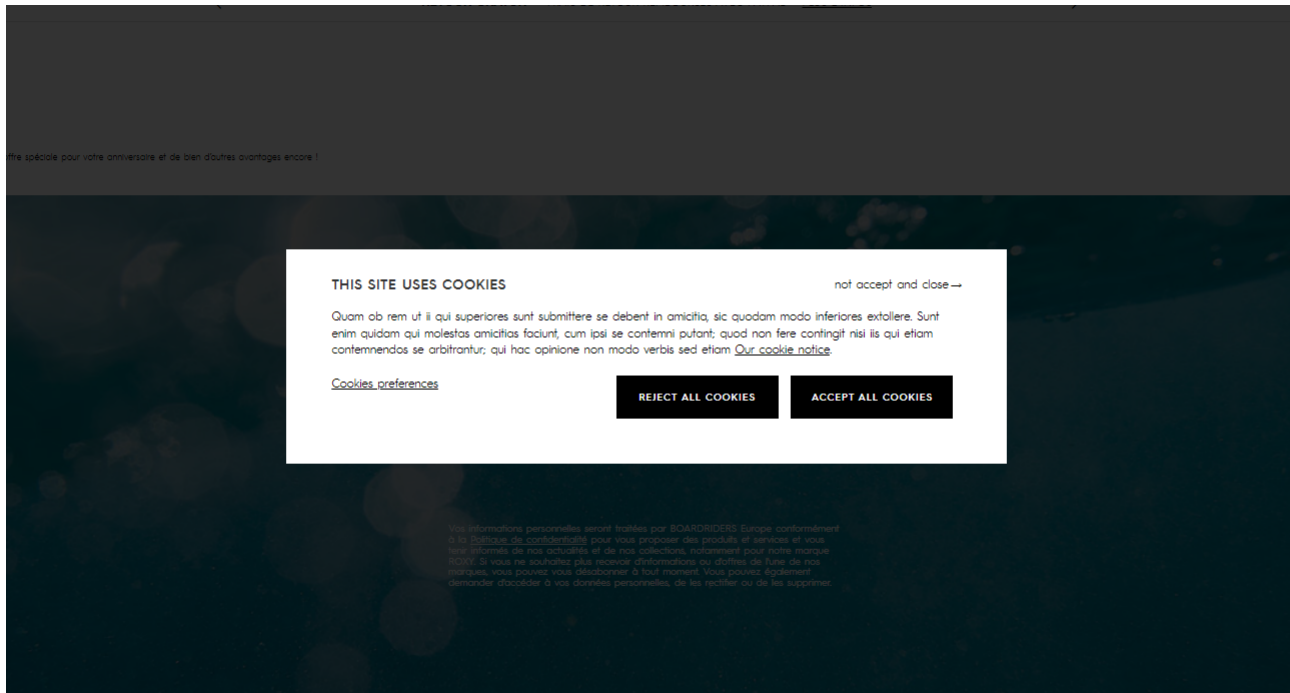 ffre spéciale pour votre anniversaire et de bien d'autres avantages encore !
THIS SITE USES COOKIES
not accept and close→
Quam ob rem ut ii qui superiores sunt submittere se debent in amicitia, sic quodam modo inferiores extollere. Sunt
enim quidam qui molestas amicitias faciunt, cum ipsi se contemni putant; quod non fere contingit nisi iis qui etiam
contemnendos se arbitrantur; qui hac opinione non modo verbis sed etiam Our cookie notice.
Cookies preferences
REJECT ALL COOKIES
ACCEPT ALL COOKIES
Vos informations personnelles seront traitées par BOARDRIDERS Europe conformément
à la Politique de confidentialité pour vous proposer des produits et services et vous
tenir informés de nos actualités et de nos collections, notamment pour notre marque
ROXY. Si vous ne souhaitez plus recevoir d'informations ou d'offres de l'une de nos
marques, vous pouvez vous désabonner à tout moment. Vous pouvez également
demander d'accéder à vos données personnelles, de les rectifier ou de les supprimer.